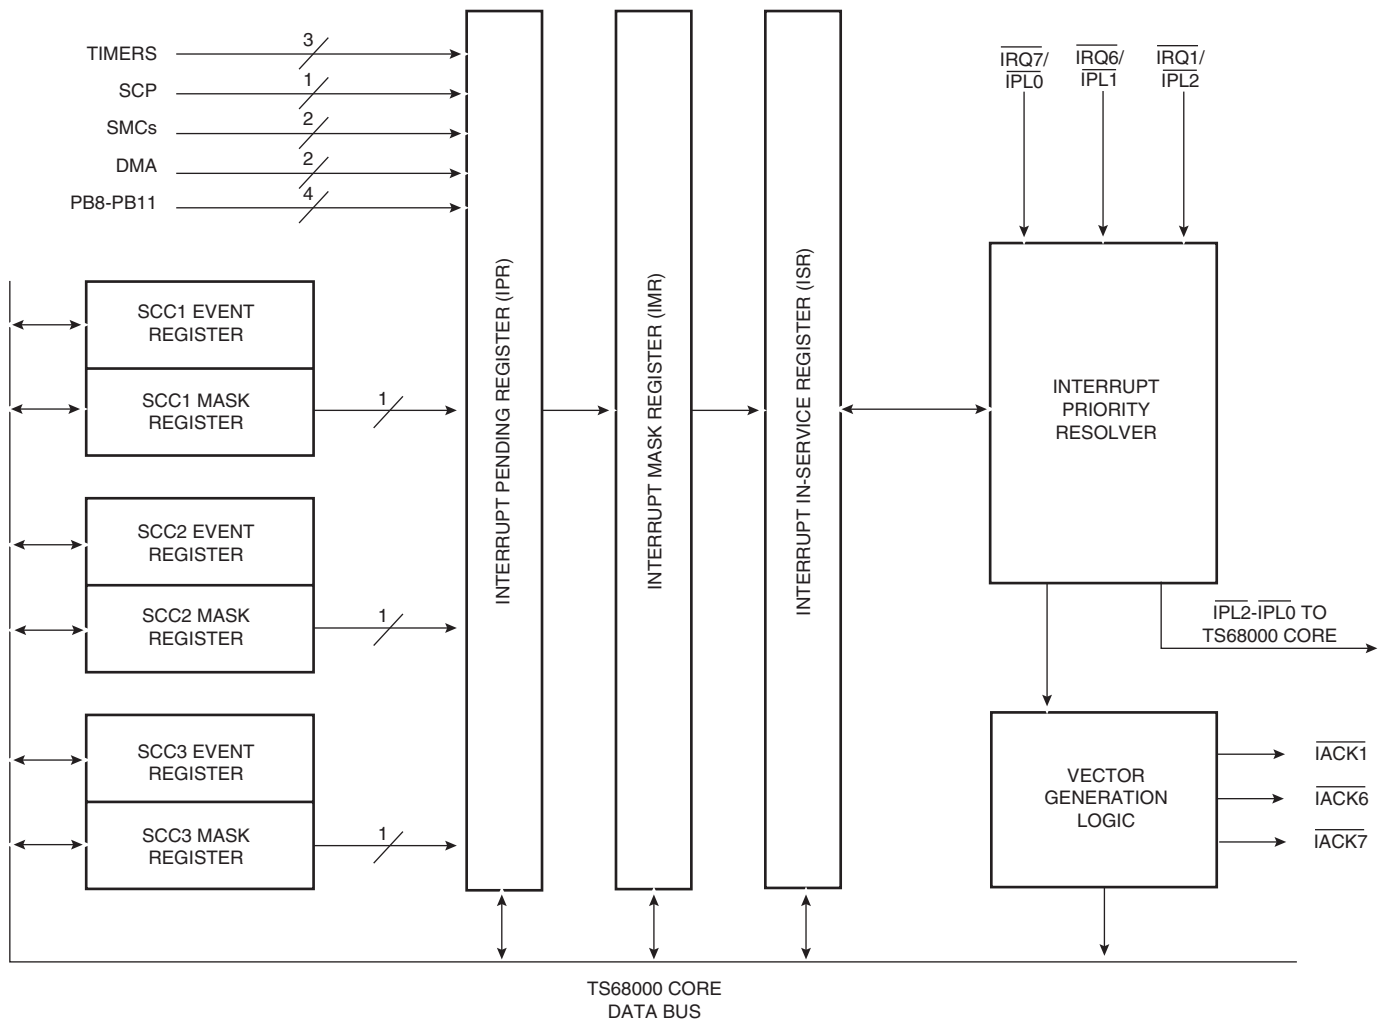 TIMERS
3
SCP
1
SMCs
2
DMA
2
PB8-PB11
4
IRQ7/
IPL0
IRQ6/
IPL1
IRQ1/
IPL2
SCC1 EVENT
REGISTER
SCC1 MASK
REGISTER
1
SCC2 EVENT
REGISTER
SCC2 MASK
REGISTER
1
SCC3 EVENT
REGISTER
SCC3 MASK
REGISTER
1
INTERRUPT PENDING REGISTER (IPR)
INTERRUPT MASK REGISTER (IMR)
INTERRUPT IN-SERVICE REGISTER (ISR)
INTERRUPT
PRIORITY
RESOLVER
IPL2-IPL0 TO
TS68000 CORE
VECTOR
GENERATION
LOGIC
IACK1
IACK6
IACK7
TS68000 CORE
DATA BUS